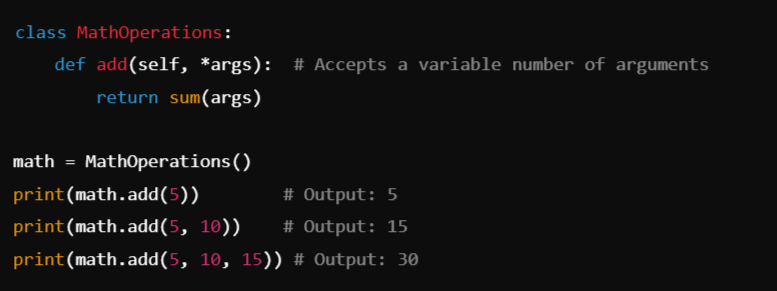 class MathOperations:
    def add(self, *args):  # Accepts a variable number of arguments
        return sum(args)

math = MathOperations()
print(math.add(5))        # Output: 5
print(math.add(5, 10))    # Output: 15
print(math.add(5, 10, 15)) # Output: 30